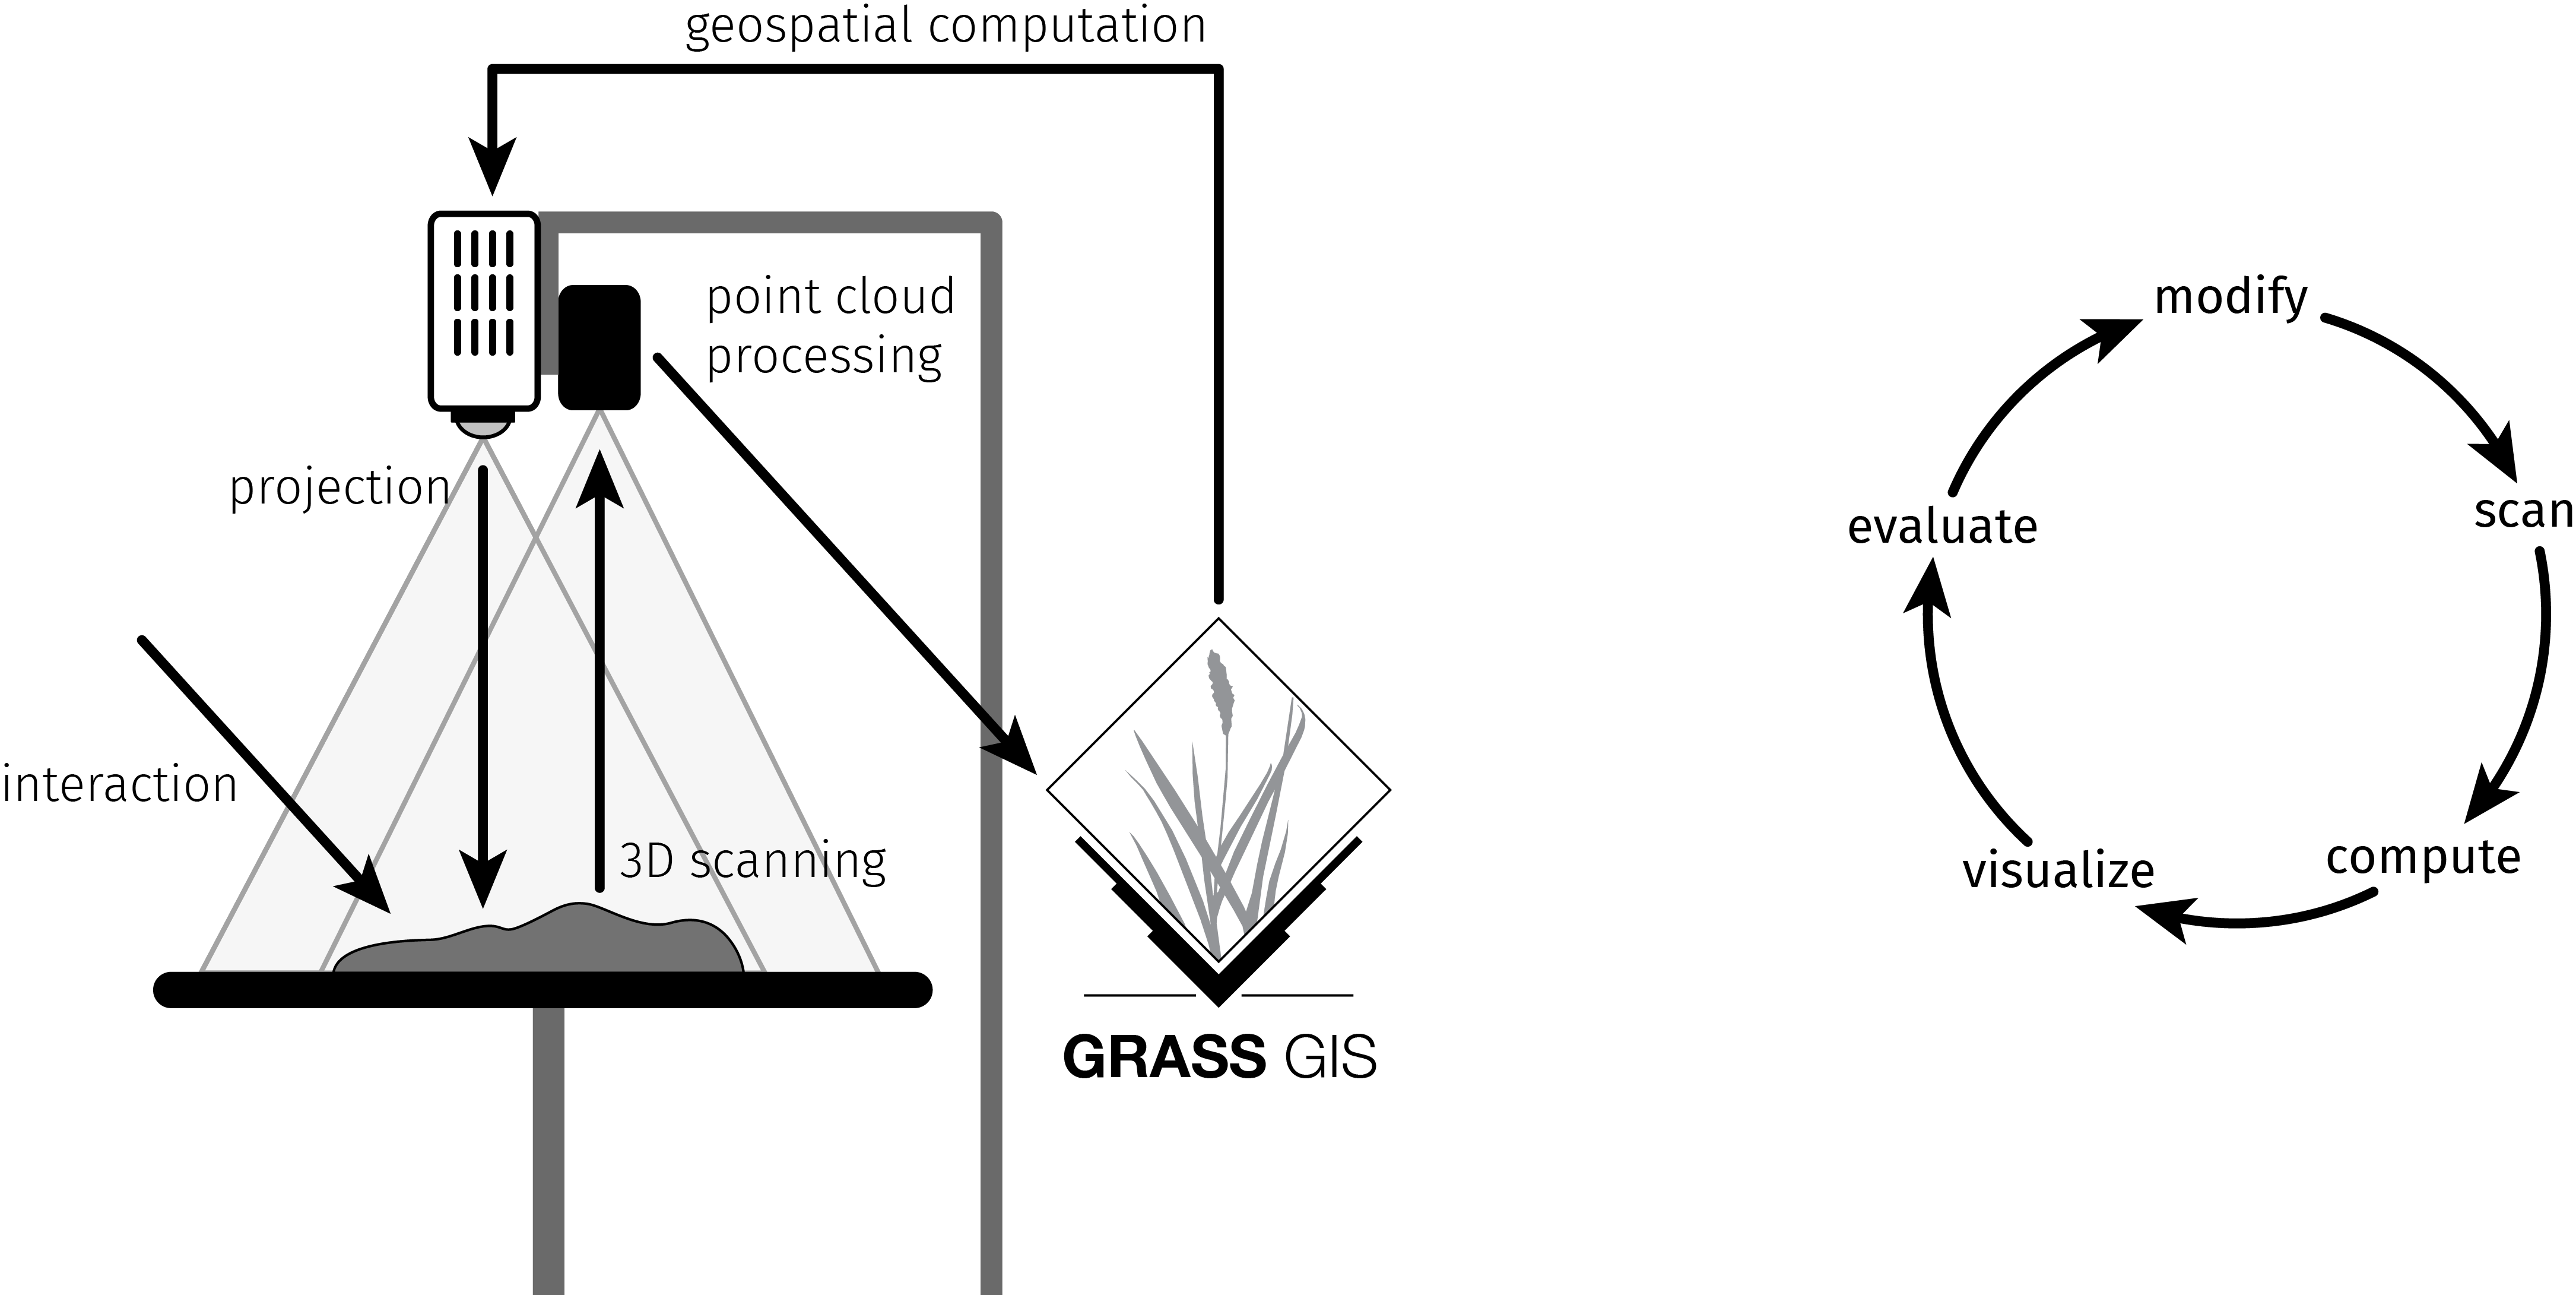 geospatial computation
point cloud
processing
projection
interaction
3D scanning
GRASS GIS
modify
scan
compute
visualize
evaluate